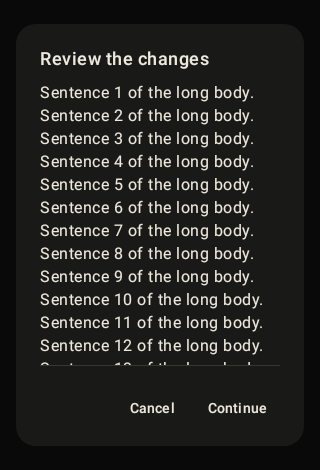 Review the changes
Sentence 1 of the long body.
Sentence 2 of the long body.
Sentence 3 of the long body.
Sentence 4 of the long body.
Sentence 5 of the long body.
Sentence 6 of the long body.
Sentence 7 of the long body.
Sentence 8 of the long body.
Sentence 9 of the long body.
Sentence 10 of the long body.
Sentence 11 of the long body.
Sentence 12 of the long body.
Cancel Continue